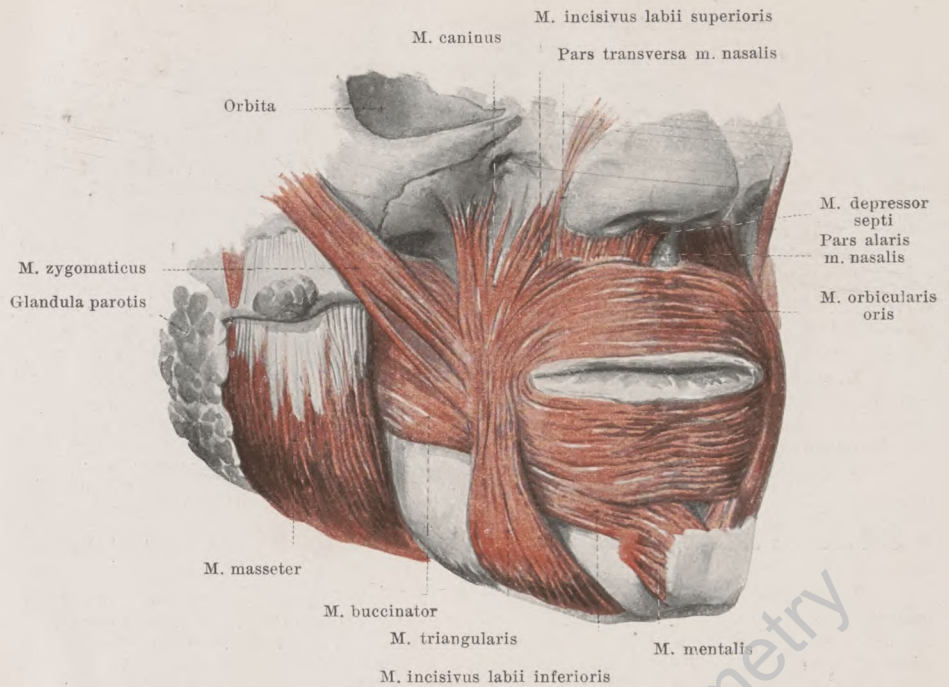 M. incisivus labii superioris
M. caninus
Pars transversa m. nasalis
Orbita
M. depressor
septi
Pars alaris
m. nasalis
M. zygomaticus
Glandula parotis
M. orbicularis
oris
M. masseter
M. buccinator
M. triangularis
M. mentalis
M. incisivus labii inferioris